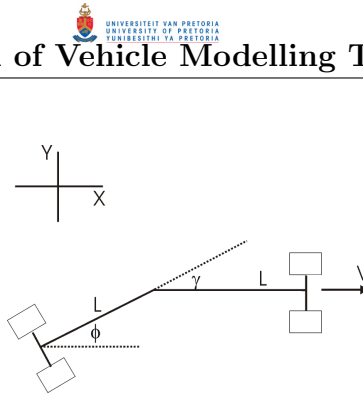 UNIVERSITEIT VAN PRETORIA
UNIVERSITY OF PRETORIA
YUNIBESITHI YA PRETORIA
of Vehicle Modelling
Y
X
V
γ
L
L
ϕ